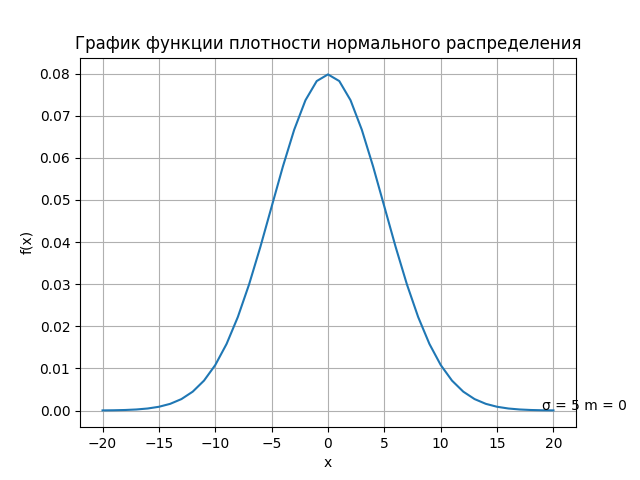 График функции плотности нормального распределения
f(x)
0.08
0.07
0.06
0.05
0.04
0.03
0.02
0.01
0.00
σ = 5 m = 0
−20 −15 −10 −5 0 5 10 15 20
x